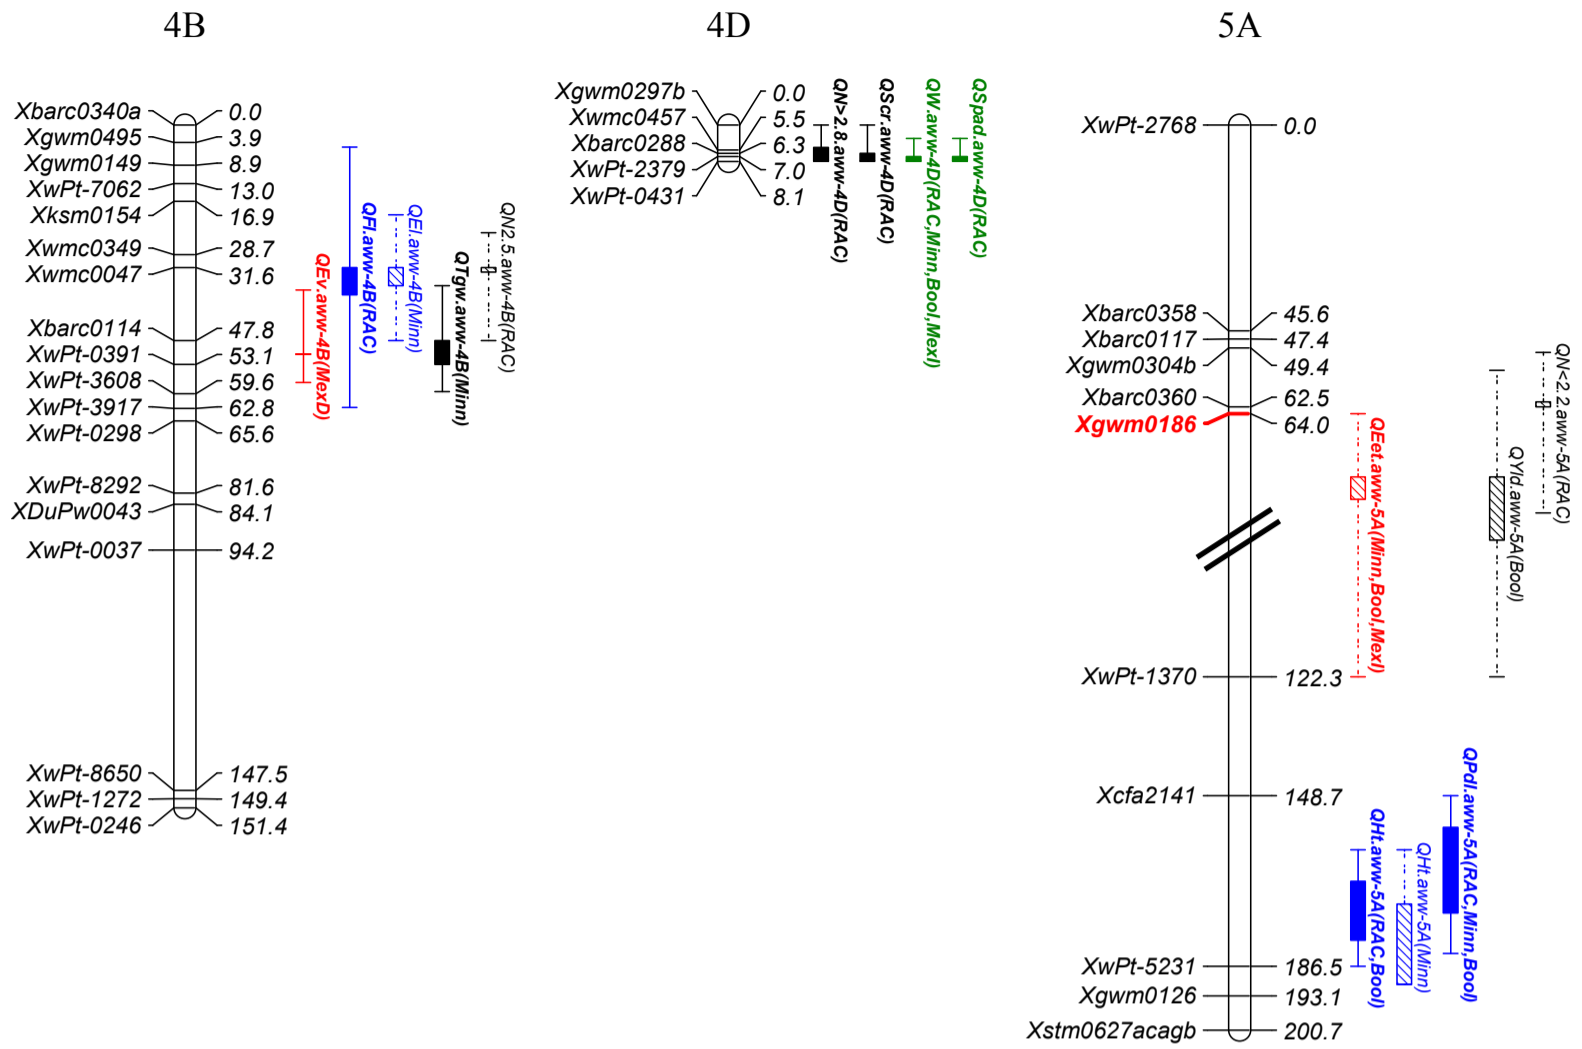 4B
Xbarc0340a 0.0
Xgwm0495 3.9
Xgwm0149 8.9
XwPt-7062 13.0
Xksm0154 16.9
Xwmc0349 28.7
Xwmc0047 31.6
Xbarc0114 47.8
XwPt-0391 53.1
XwPt-3608 59.6
XwPt-3917 62.8
XwPt-0298 65.6
XwPt-8292 81.6
XDuPw0043 84.1
XwPt-0037 94.2
XwPt-8650 147.5
XwPt-1272 149.4
XwPt-0246 151.4
QEv.aww-4B(MexD)
QFl.aww-4B(RAC)
QEl.aww-4B(Minn)
QTgw.aww-4B(Minn)
QN2.5.aww-4B(RAC)
4D
Xgwm0297b 0.0
Xwmc0457 5.5
Xbarc0288 6.3
XwPt-2379 7.0
XwPt-0431 8.1
QN>2.8.aww-4D(RAC)
QScr.aww-4D(RAC)
QW.aww-4D(RAC,Minn,Bool,MexI)
QSpad.aww-4D(RAC)
5A
XwPt-2768 0.0
Xbarc0358 45.6
Xbarc0117 47.4
Xgwm0304b 49.4
Xbarc0360 62.5
Xgwm0186 64.0
XwPt-1370 122.3
Xcfa2141 148.7
XwPt-5231 186.5
Xgwm0126 193.1
Xstm0627acagb 200.7
QEet.aww-5A(Minn,Bool,MexI)
QYld.aww-5A(Bool)
QN<2.2.aww-5A(RAC)
QHt.aww-5A(RAC,Bool)
QHt.aww-5A(Minn)
QPdl.aww-5A(RAC,Minn,Bool)